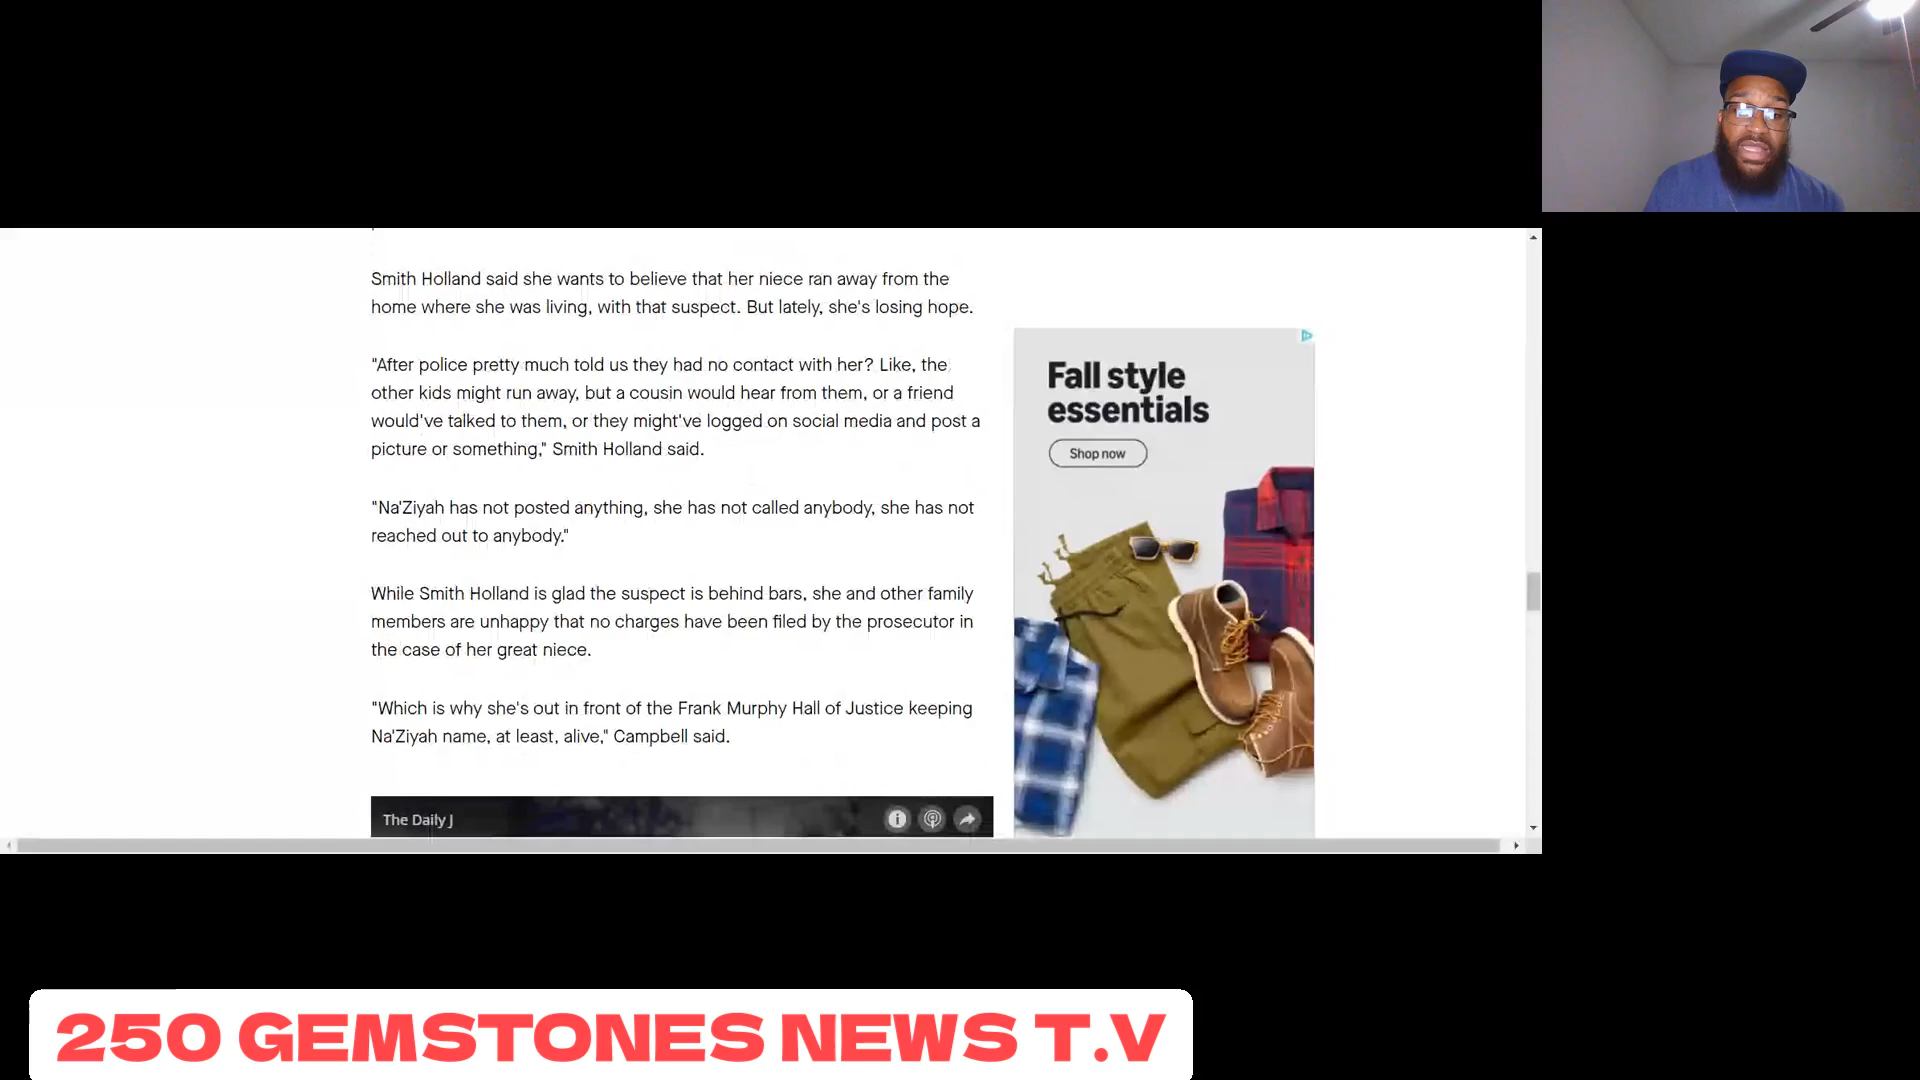 Smith Holland said she wants to believe that her niece ran away from the
home where she was living, with that suspect. But lately, she's losing hope.
"After police pretty much told us they had no contact with her? Like, the
other kids might run away, but a cousin would hear from them, or a friend
would've talked to them, or they might've logged on social media and post a
picture or something," Smith Holland said.
"Na'Ziyah has not posted anything, she has not called anybody, she has not
reached out to anybody."
While Smith Holland is glad the suspect is behind bars, she and other family
members are unhappy that no charges have been filed by the prosecutor in
the case of her great niece.
"Which is why she's out in front of the Frank Murphy Hall of Justice keeping
Na'Ziyah name, at least, alive," Campbell said.
The Daily J
Fall style
essentials
Shop now
250 GEMSTONES NEWS T.V